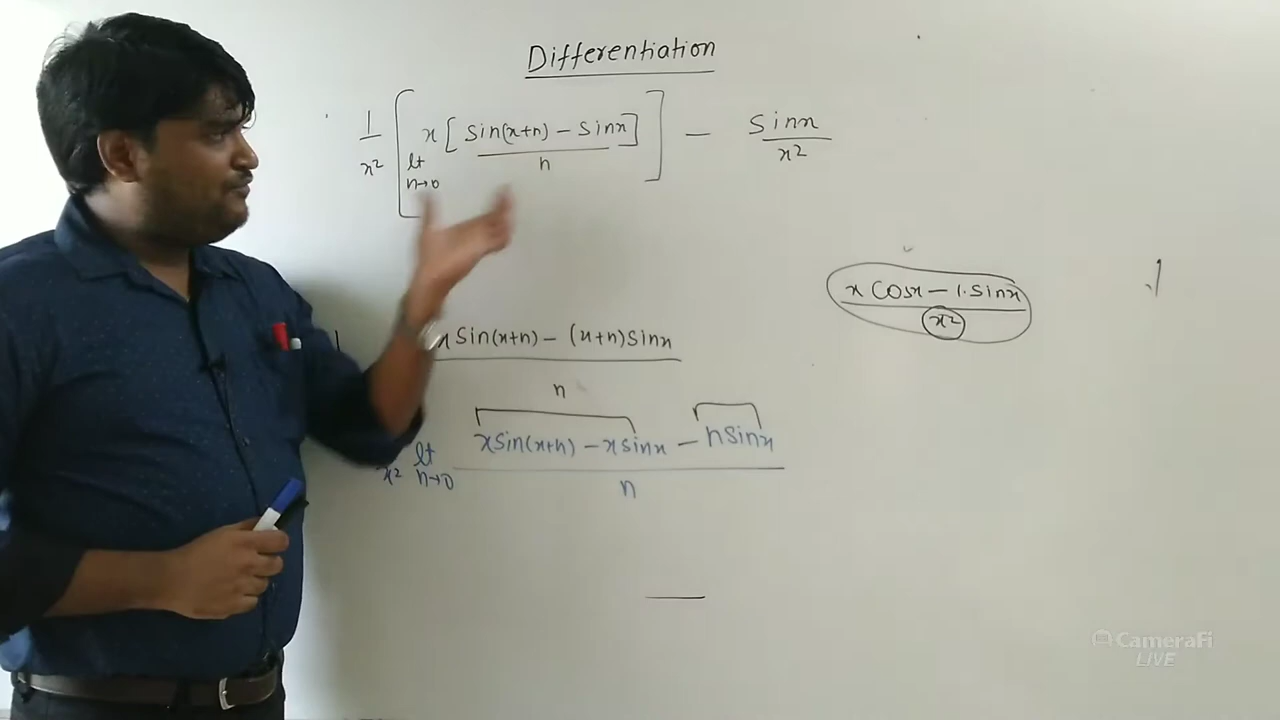 Differentiation
1/x² [ lt n→0 x [ sin(x+n) − sinx / n ] ] − sinx / x²
x cosx − 1.sinx / x²
x sin(x+n) − (x+n)sinx / n
x² lt n→0 xsin(x+n) − xsinx − nsinx / n
CameraFi
LIVE